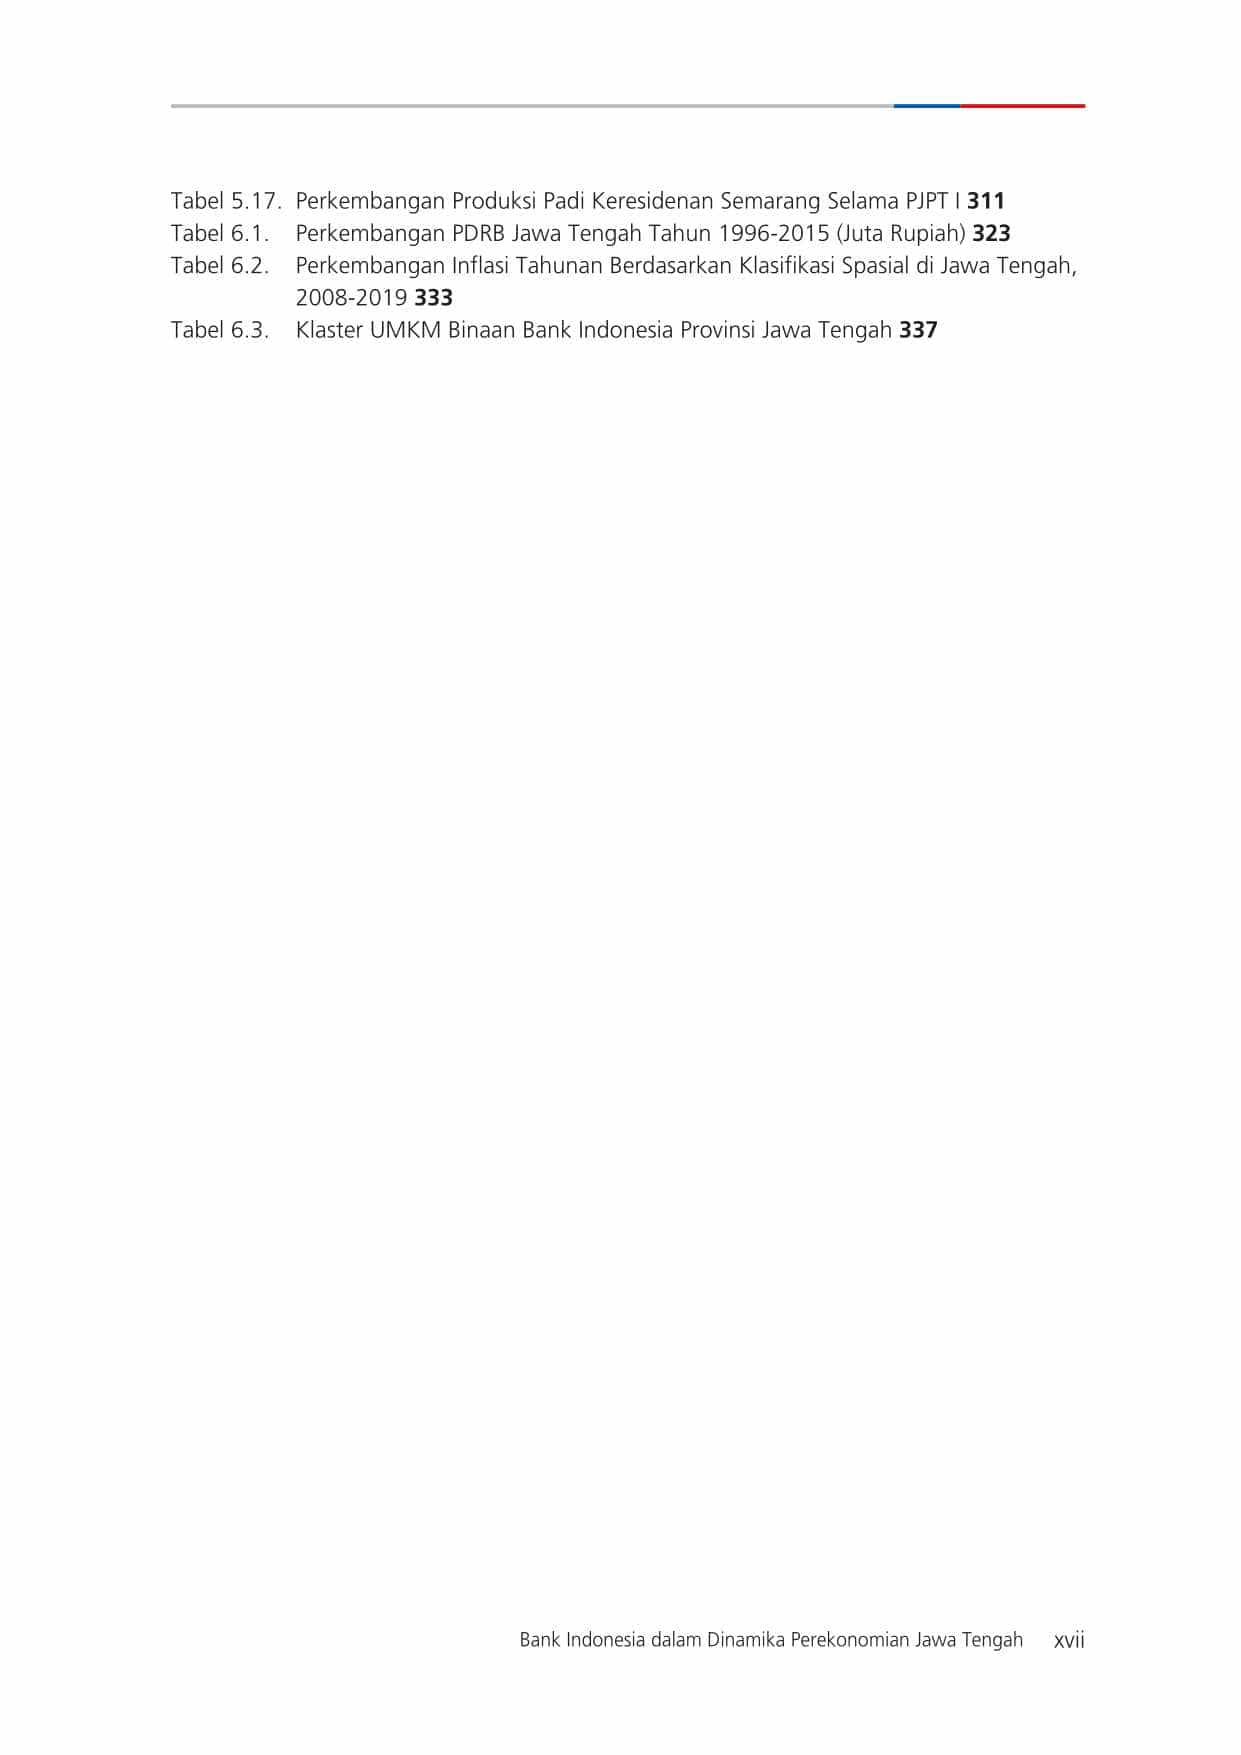 Tabel 5.17. Perkembangan Produksi Padi Keresidenan Semarang Selama PJPT I 311
Tabel 6.1. Perkembangan PDRB Jawa Tengah Tahun 1996-2015 (Juta Rupiah) 323
Tabel 6.2. Perkembangan Inflasi Tahunan Berdasarkan Klasifikasi Spasial di Jawa Tengah,
2008-2019 333
Tabel 6.3. Klaster UMKM Binaan Bank Indonesia Provinsi Jawa Tengah 337
Bank Indonesia dalam Dinamika Perekonomian Jawa Tengah xvii